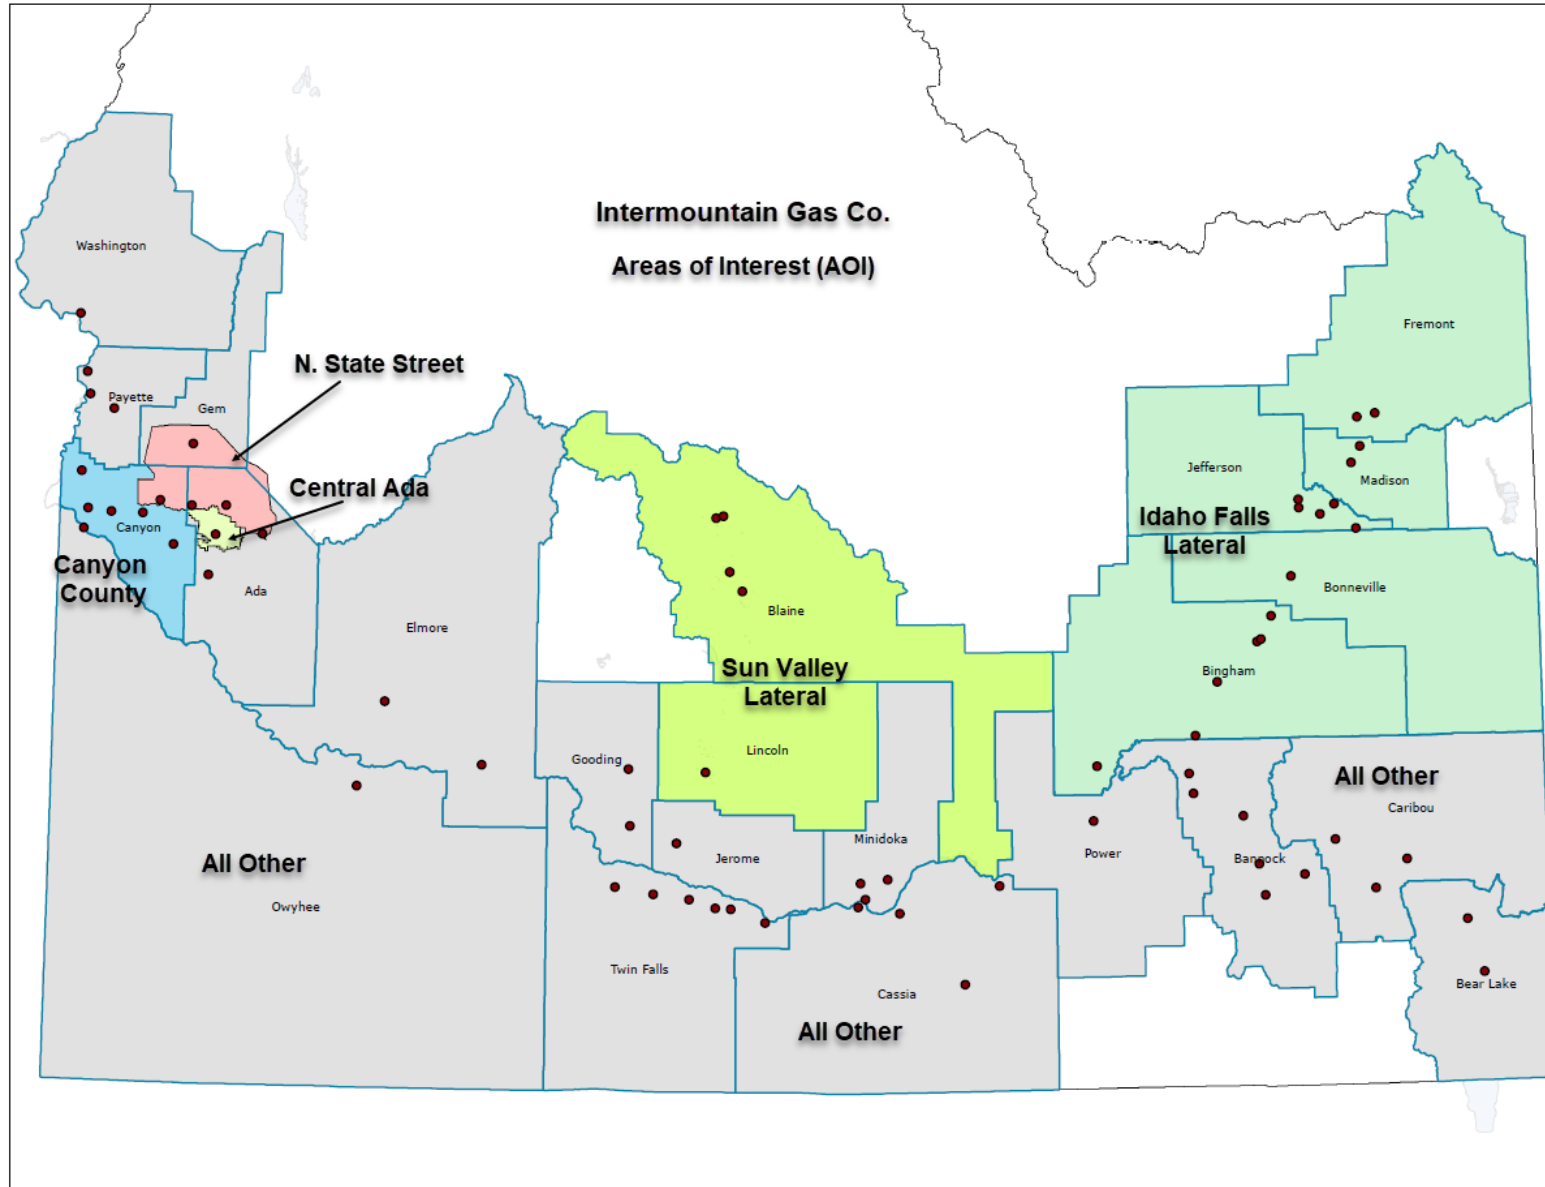 Intermountain Gas Co.
Areas of Interest (AOI)
Washington
Fremont
N. State Street
Payette
Gem
Jefferson
Madison
Central Ada
Idaho Falls
Lateral
Canyon
Canyon
County
Ada
Bonneville
Blaine
Elmore
Sun Valley
Lateral
Bingham
Lincoln
Gooding
All Other
Caribou
Minidoka
Jerome
Power
Bannock
All Other
Owyhee
Twin Falls
Cassia
Bear Lake
All Other